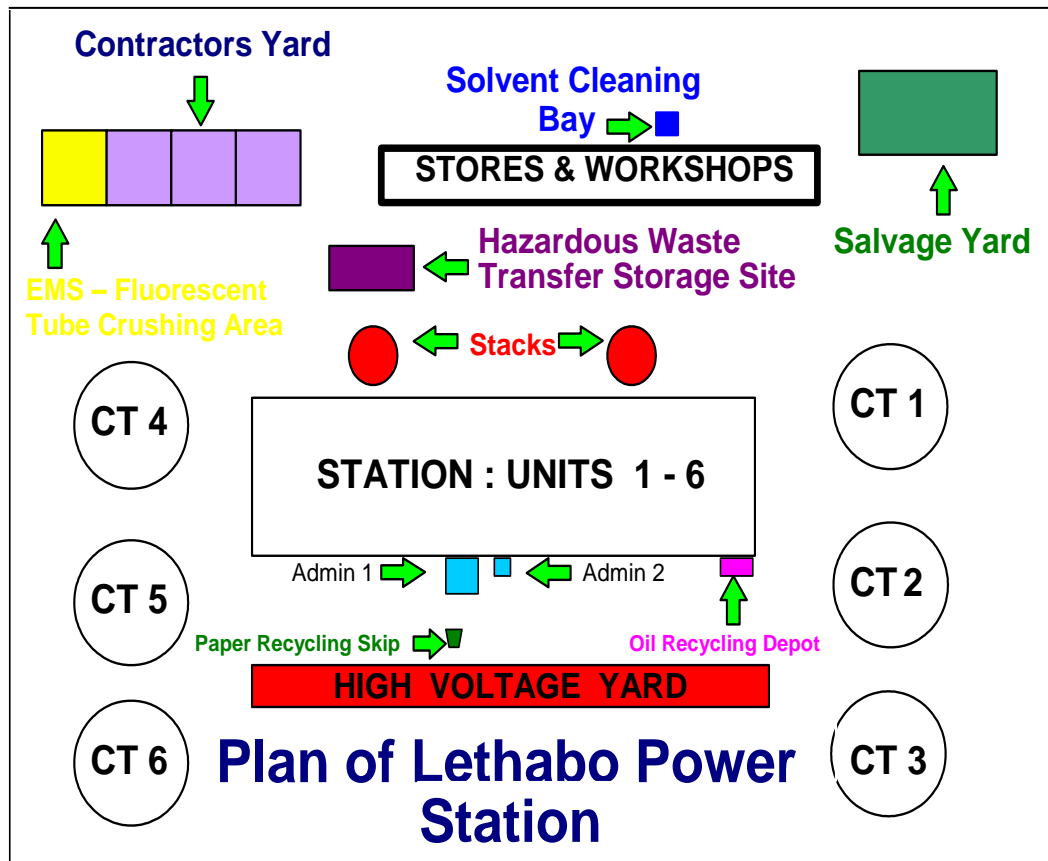 Contractors Yard
Solvent Cleaning
Bay
STORES & WORKSHOPS
Salvage Yard
Hazardous Waste
Transfer Storage Site
EMS – Fluorescent
Tube Crushing Area
Stacks
CT 4
CT 1
STATION : UNITS 1 - 6
Admin 1
Admin 2
CT 5
CT 2
Paper Recycling Skip
Oil Recycling Depot
HIGH VOLTAGE YARD
CT 6
CT 3
Plan of Lethabo Power
Station